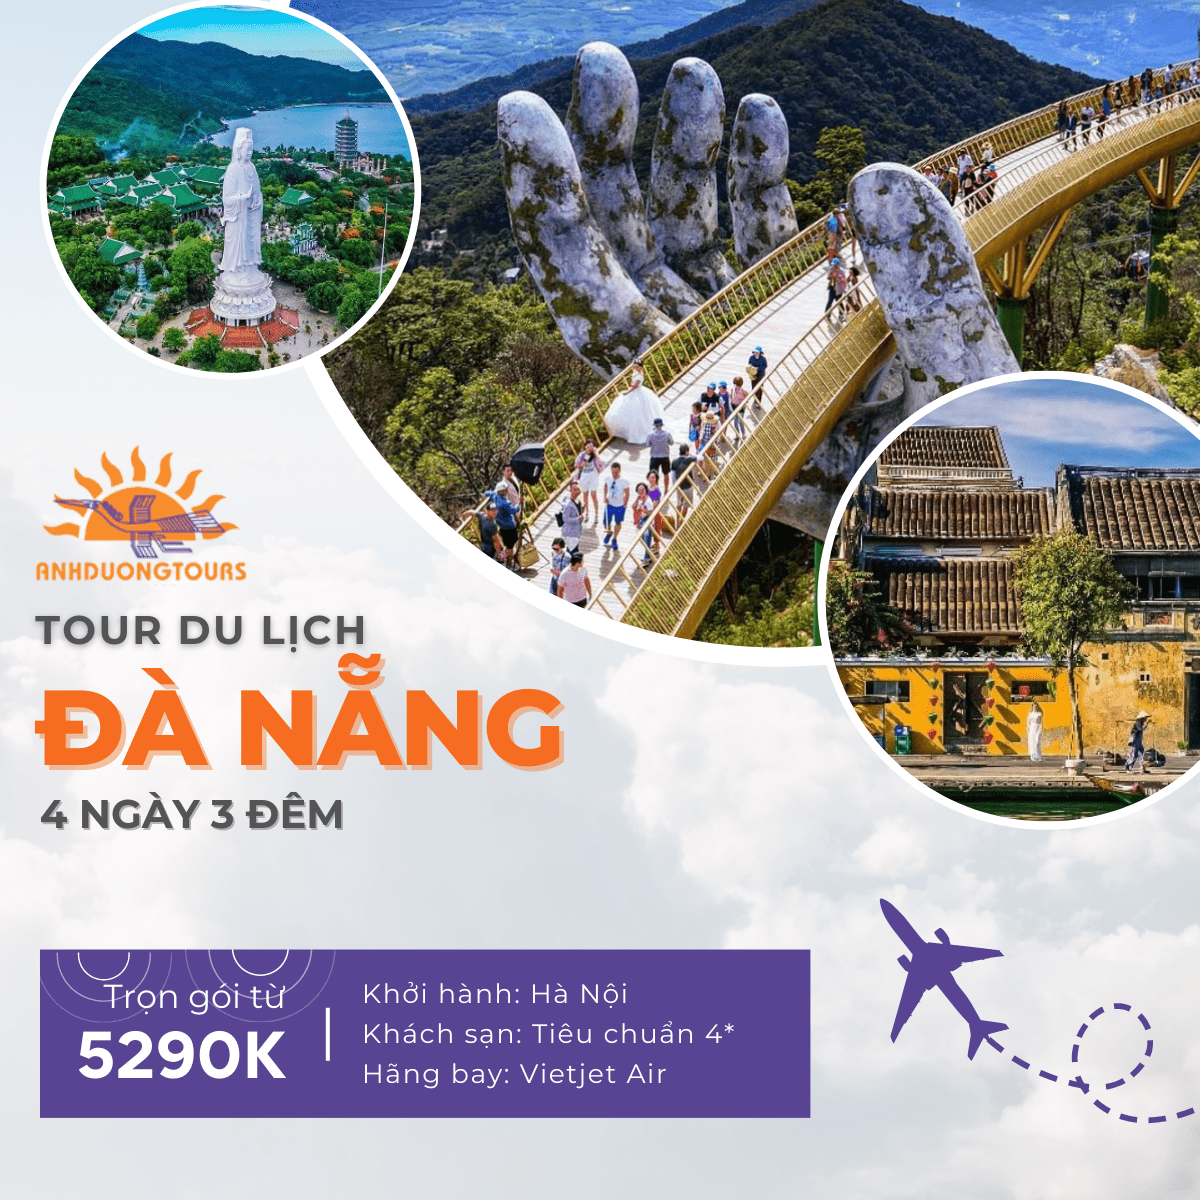 ANHDUONGTOURS
TOUR DU LỊCH
ĐÀ NẴNG
4 NGÀY 3 ĐÊM
Trọn gói từ
5290K
Khởi hành: Hà Nội
Khách sạn: Tiêu chuẩn 4*
Hãng bay: Vietjet Air